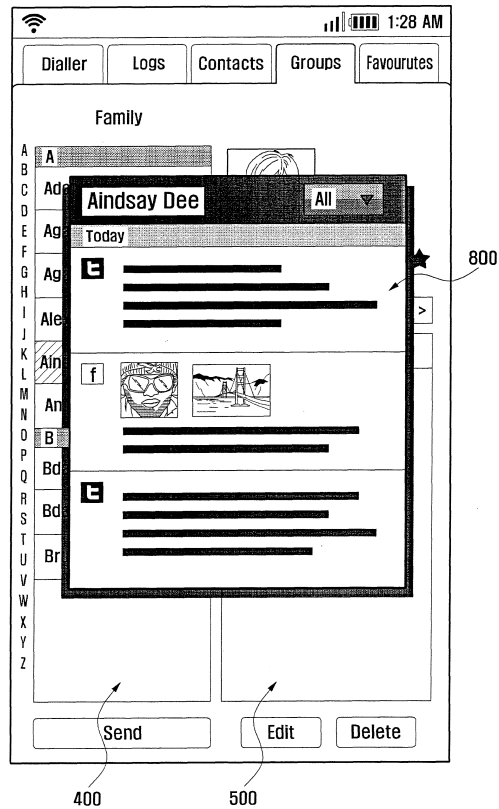 1:28 AM
Dialler Logs Contacts Groups Favourutes
Family
A
B
C
D
E
F
G
H
I
J
K
L
M
N
O
P
Q
R
S
T
U
V
W
X
Y
Z
A
Ade
Ag
Ag
Ale
Ain
An
B
Bd
Bd
Br
Aindsay Dee All
Today
t
f
t
>
800
Send Edit Delete
400 500